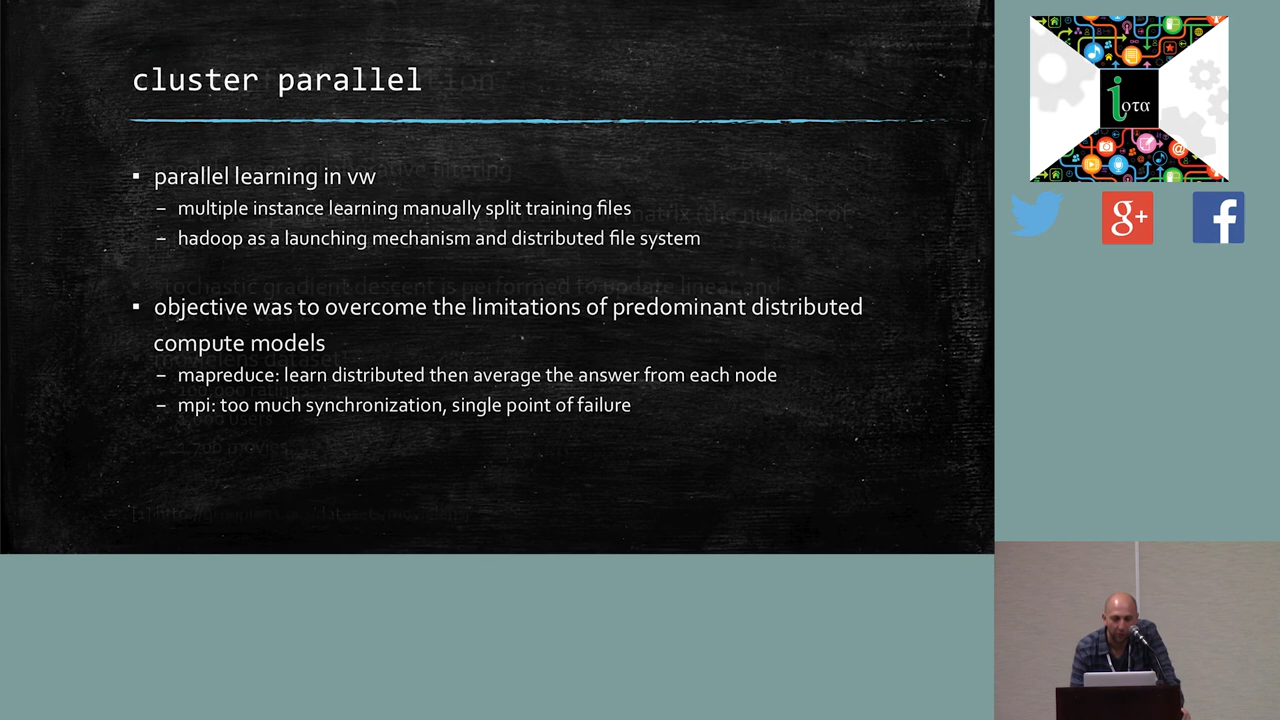 cluster parallel
▪ parallel learning in vw
– multiple instance learning manually split training files
– hadoop as a launching mechanism and distributed file system
▪ objective was to overcome the limitations of predominant distributed
compute models
– mapreduce: learn distributed then average the answer from each node
– mpi: too much synchronization, single point of failure
iοτα
g+
f